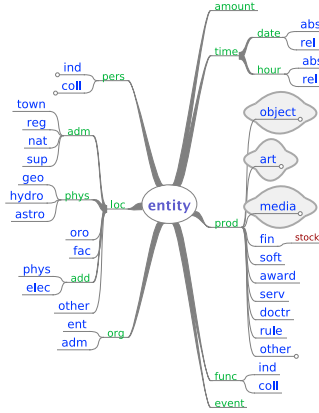 entity
pers
ind
coll
loc
adm
town
reg
nat
sup
phys
geo
hydro
astro
oro
fac
add
phys
elec
other
org
ent
adm
amount
time
date
abs
rel
hour
abs
rel
prod
object
art
media
fin
stock
soft
award
serv
doctr
rule
other
func
ind
coll
event